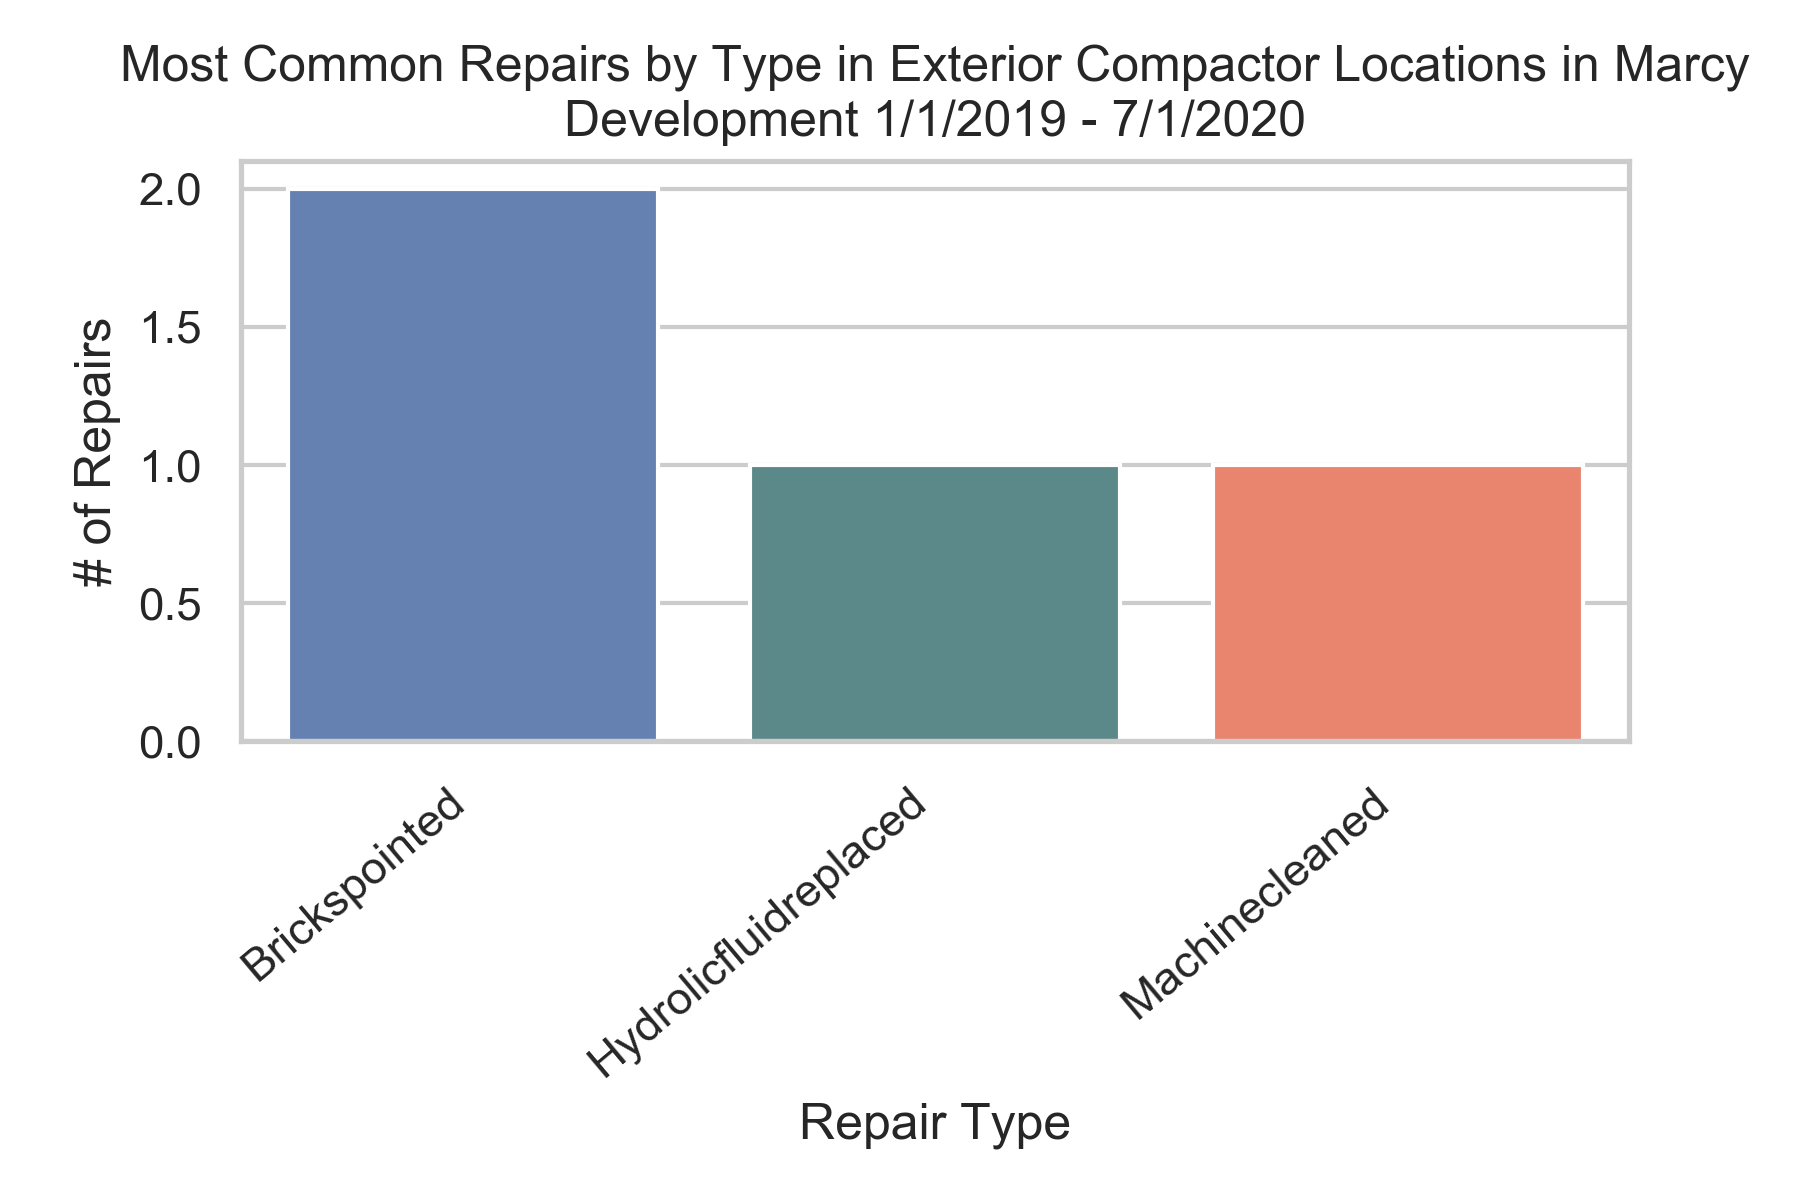 Most Common Repairs by Type in Exterior Compactor Locations in Marcy
Development 1/1/2019 - 7/1/2020
# of Repairs
2.0
1.5
1.0
0.5
0.0
Brickspointed
Hydrolicfluidreplaced
Machinecleaned
Repair Type